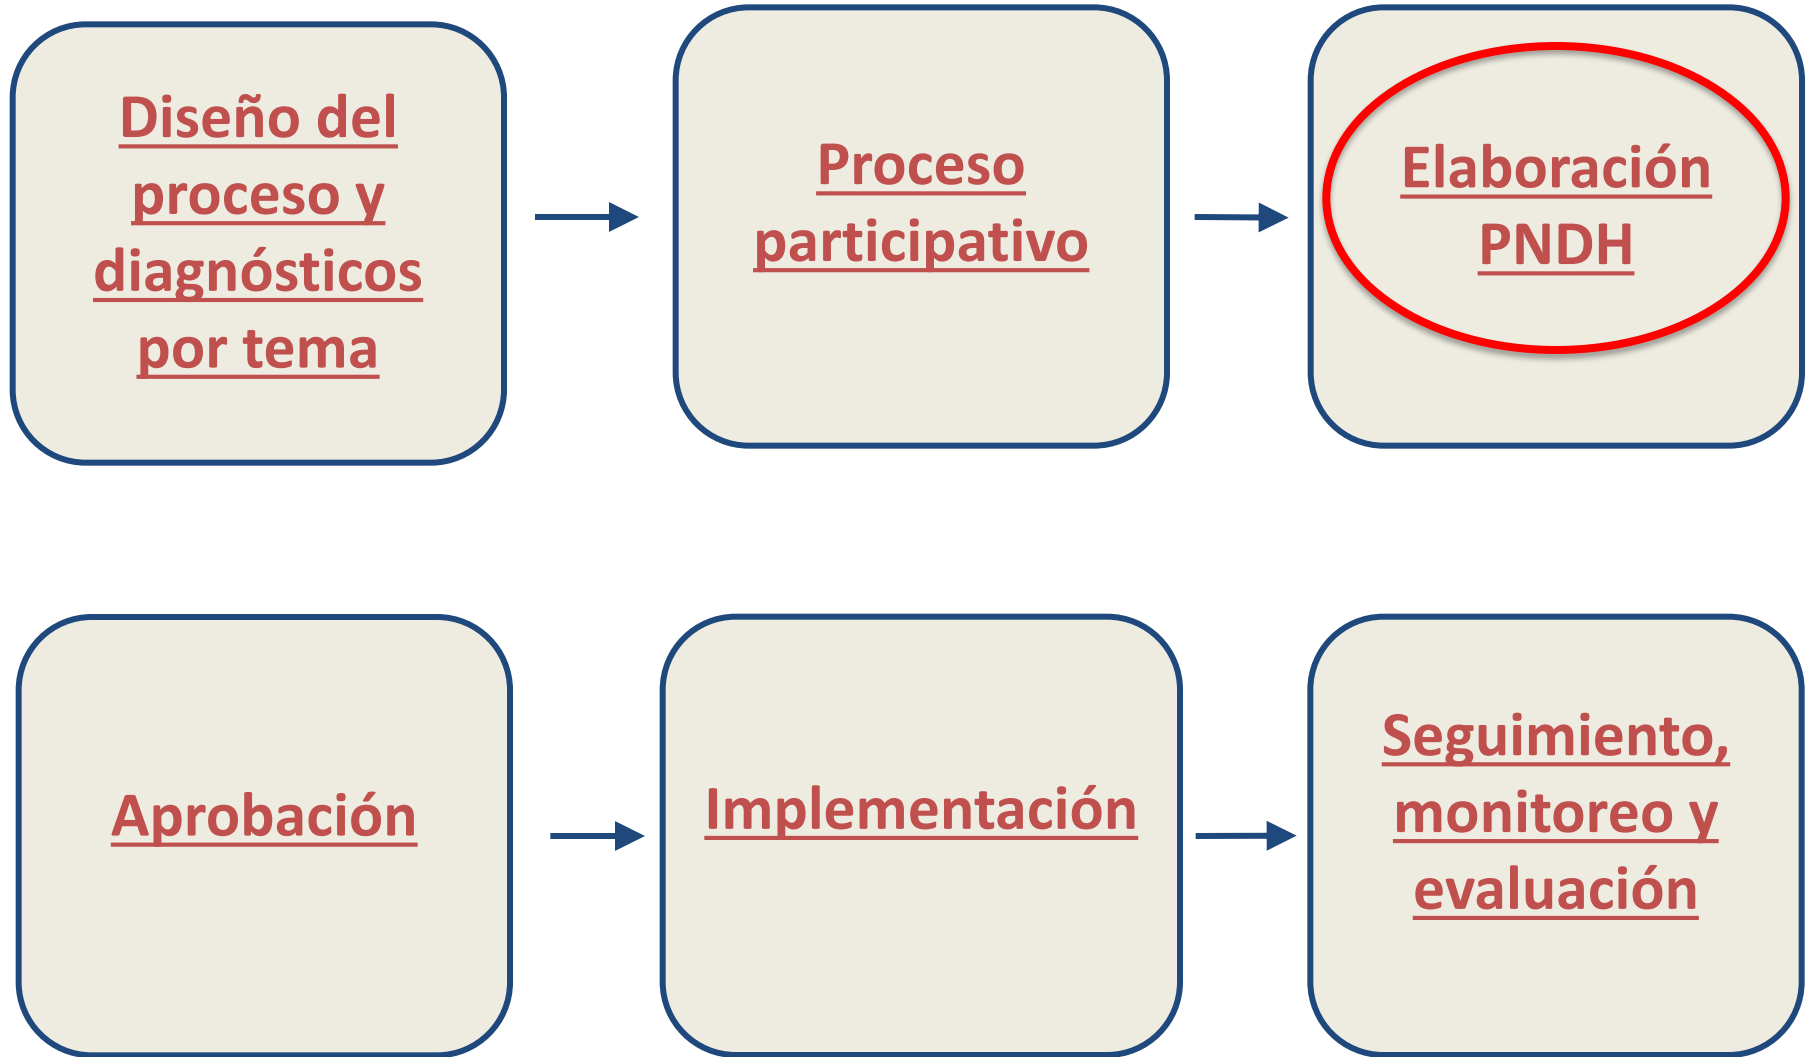 Diseño del
proceso y
diagnósticos
por tema
Proceso
participativo
Elaboración
PNDH
Aprobación
Implementación
Seguimiento,
monitoreo y
evaluación